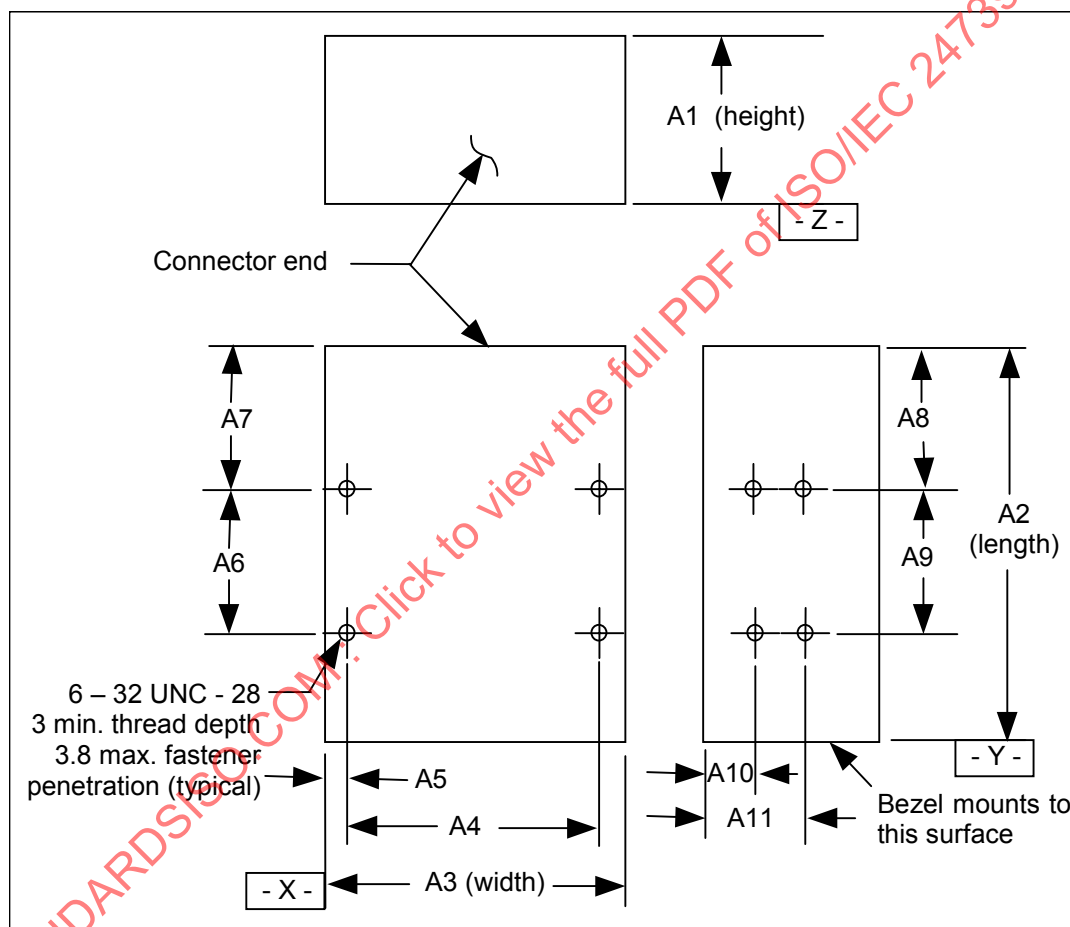 A1 (height)
- Z -
Connector end
A7
A8
A6
A9
A2
(length)
6 – 32 UNC - 28
3 min. thread depth
3.8 max. fastener
penetration (typical)
A5
A10
A4
A11
- Y -
Bezel mounts to
this surface
- X -
A3 (width)
NDARDSISO.COM : Click to view the full PDF of ISO/IEC 24739